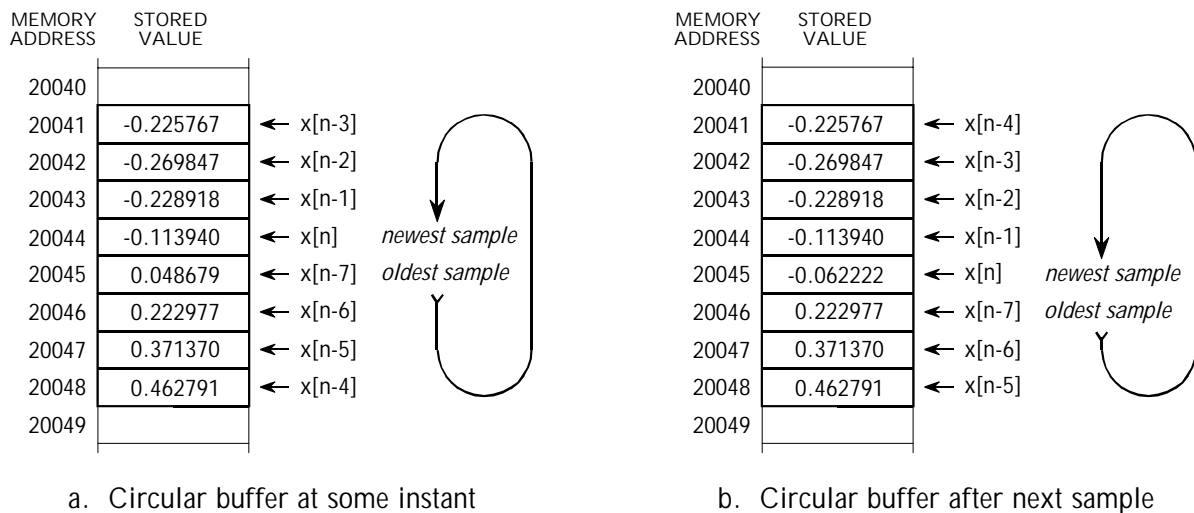 MEMORY ADDRESS STORED VALUE
20040
20041 -0.225767 x[n-3]
20042 -0.269847 x[n-2]
20043 -0.228918 x[n-1]
20044 -0.113940 x[n] newest sample
20045 0.048679 x[n-7] oldest sample
20046 0.222977 x[n-6]
20047 0.371370 x[n-5]
20048 0.462791 x[n-4]
20049
a. Circular buffer at some instant
MEMORY ADDRESS STORED VALUE
20040
20041 -0.225767 x[n-4]
20042 -0.269847 x[n-3]
20043 -0.228918 x[n-2]
20044 -0.113940 x[n-1]
20045 -0.062222 x[n] newest sample
20046 0.222977 x[n-7] oldest sample
20047 0.371370 x[n-6]
20048 0.462791 x[n-5]
20049
b. Circular buffer after next sample